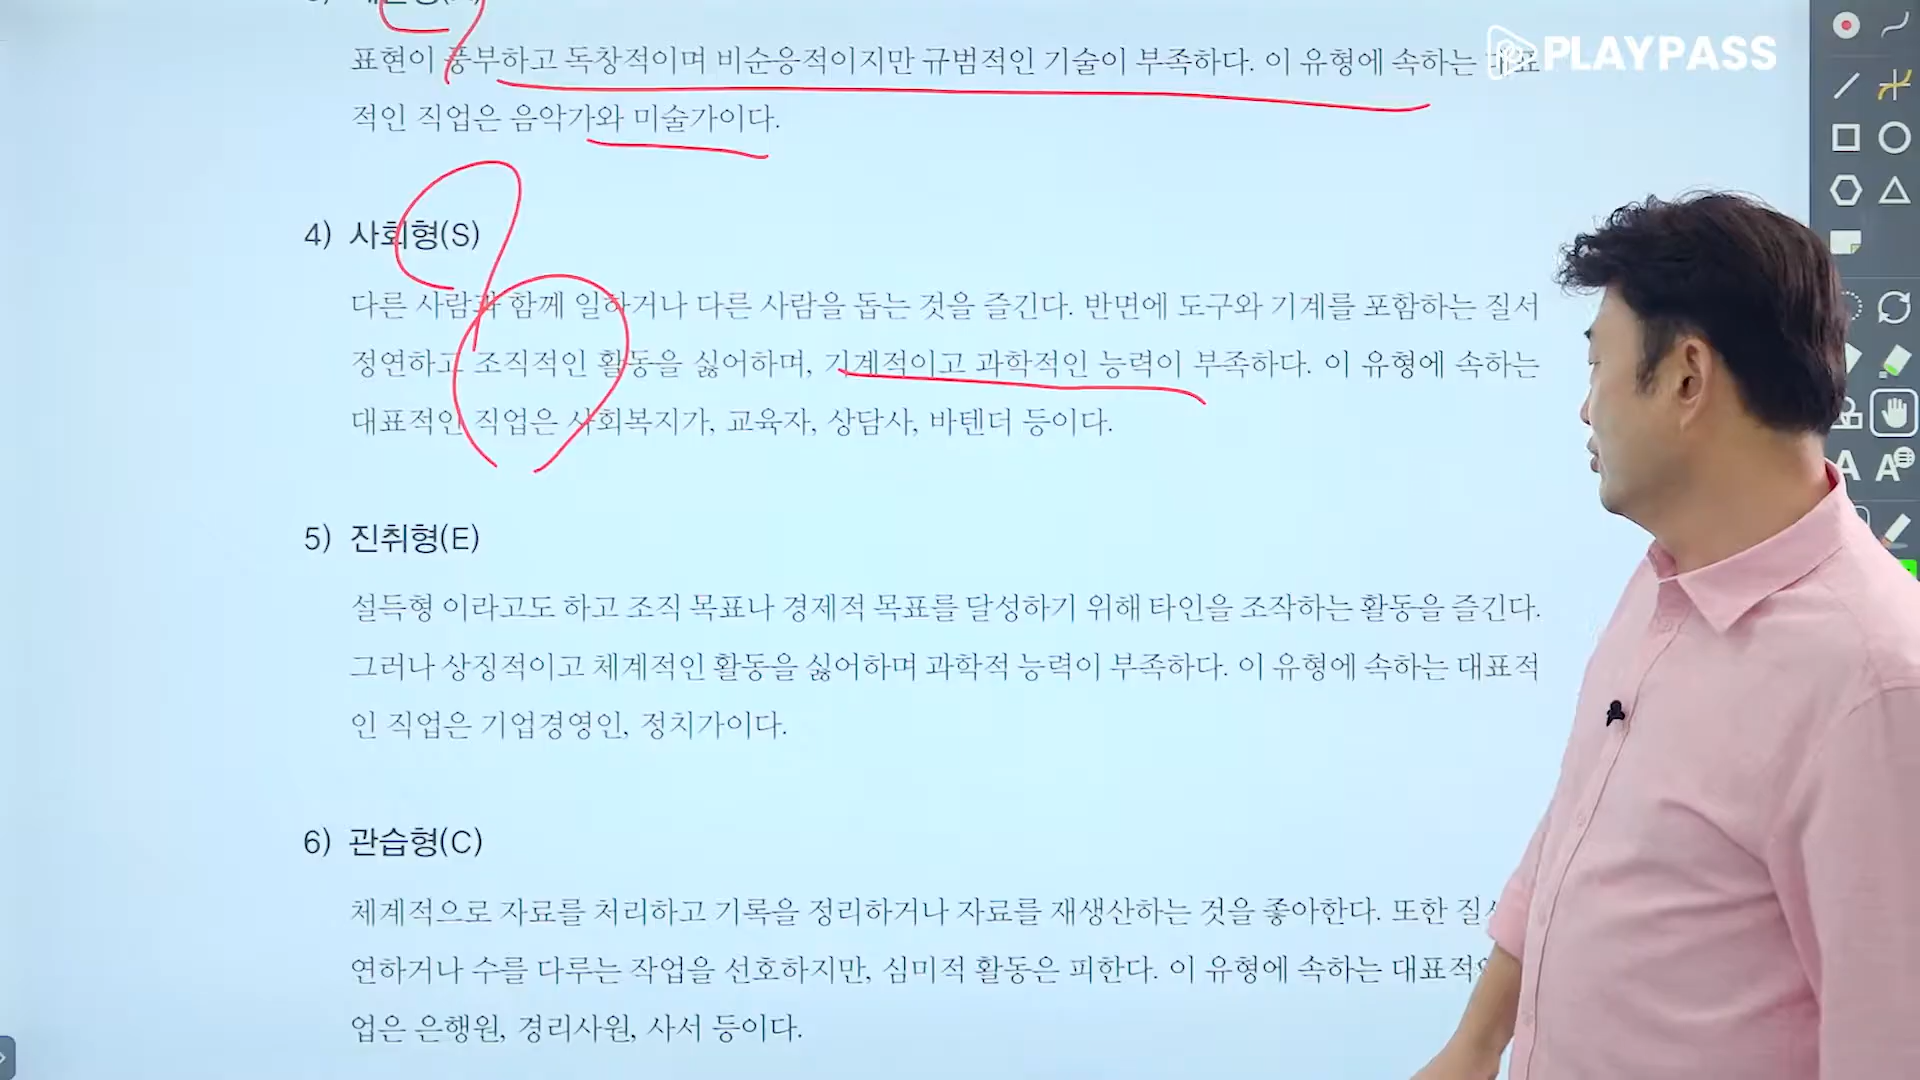 표현이 풍부하고 독창적이며 비순응적이지만 규범적인 기술이 부족하다. 이 유형에 속하는 대표
PLAYPASS
적인 직업은 음악가와 미술가이다.
4) 사회형(S)
다른 사람과 함께 일하거나 다른 사람을 돕는 것을 즐긴다. 반면에 도구와 기계를 포함하는 질서
정연하고 조직적인 활동을 싫어하며, 기계적이고 과학적인 능력이 부족하다. 이 유형에 속하는
대표적인 직업은 사회복지가, 교육자, 상담사, 바텐더 등이다.
5) 진취형(E)
설득형 이라고도 하고 조직 목표나 경제적 목표를 달성하기 위해 타인을 조작하는 활동을 즐긴다.
그러나 상징적이고 체계적인 활동을 싫어하며 과학적 능력이 부족하다. 이 유형에 속하는 대표적
인 직업은 기업경영인, 정치가이다.
6) 관습형(C)
체계적으로 자료를 처리하고 기록을 정리하거나 자료를 재생산하는 것을 좋아한다. 또한
연하거나 수를 다루는 작업을 선호하지만, 심미적 활동은 피한다. 이 유형에 속하는
업은 은행원, 경리사원, 사서 등이다.